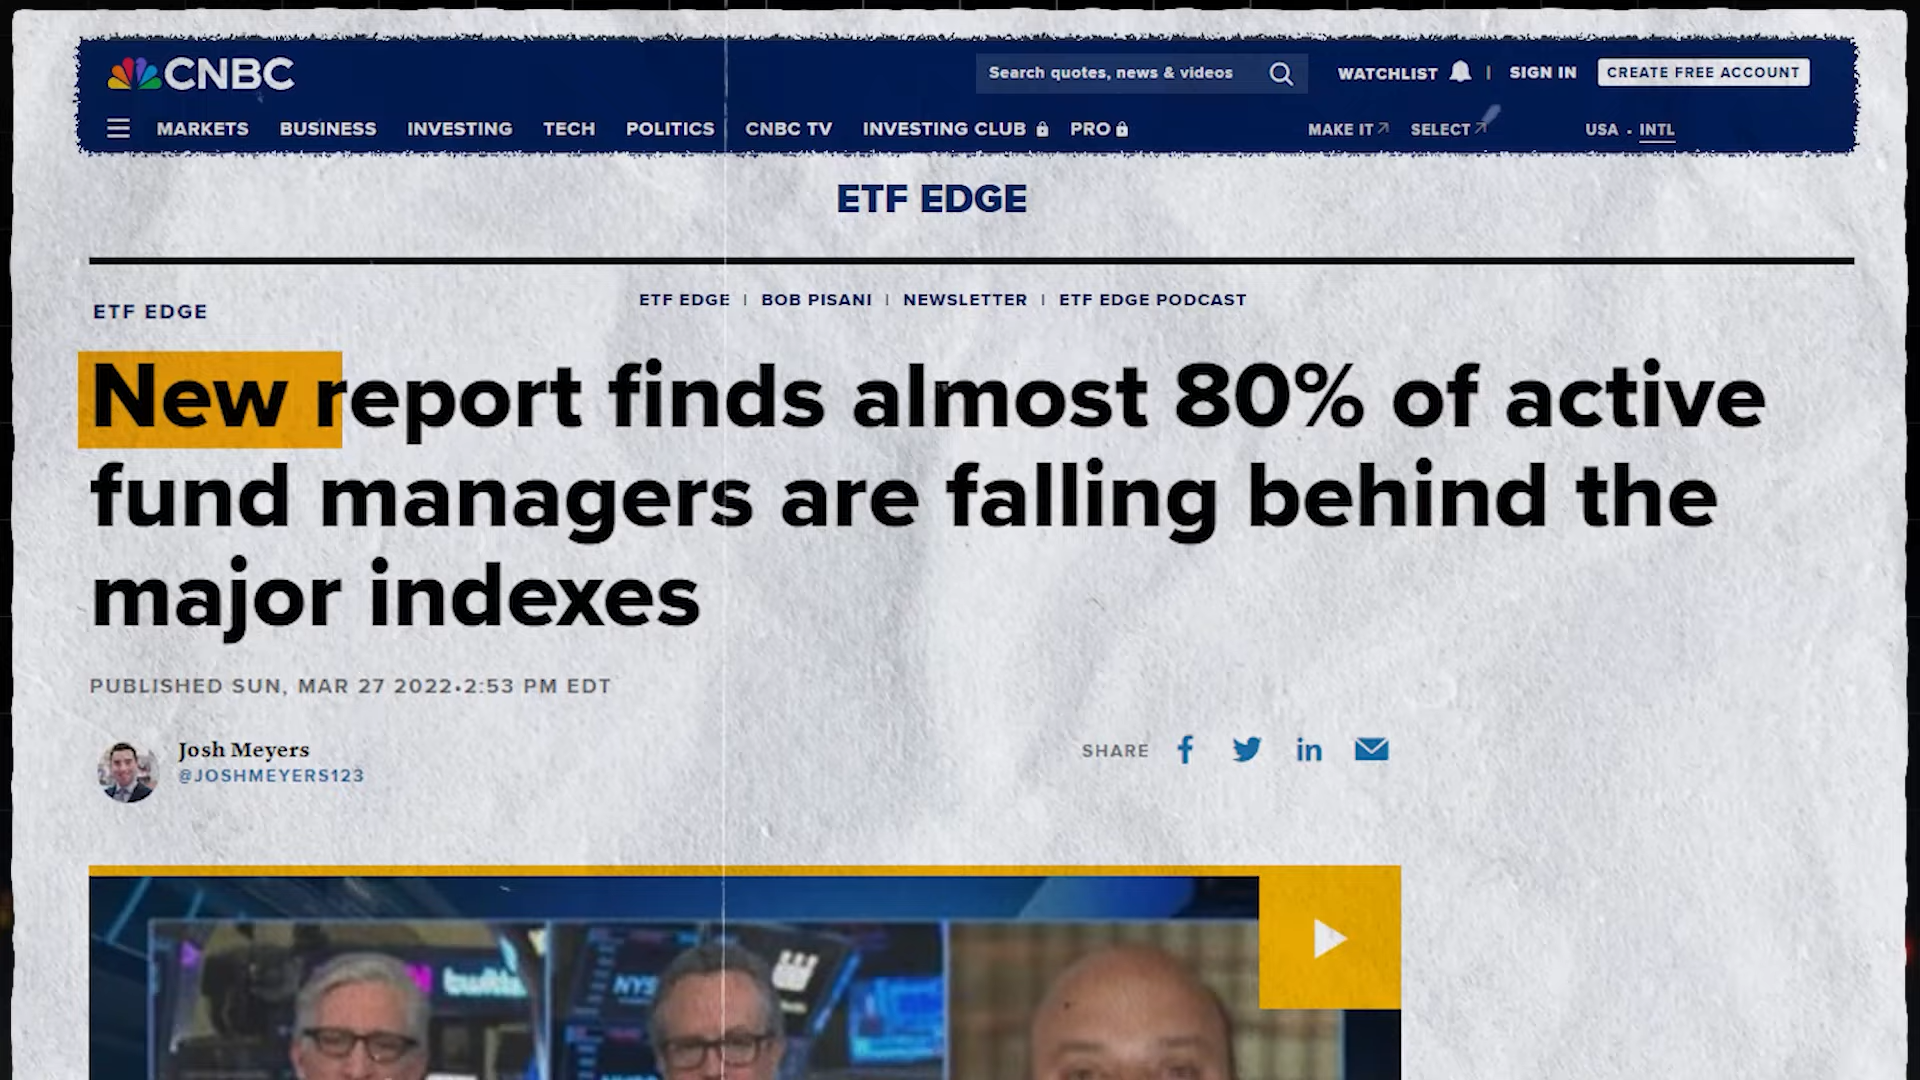 CNBC
Search quotes, news & videos
WATCHLIST | SIGN IN
CREATE FREE ACCOUNT
MARKETS BUSINESS INVESTING TECH POLITICS CNBC TV INVESTING CLUB PRO MAKE IT SELECT USA • INTL
ETF EDGE
ETF EDGE | BOB PISANI | NEWSLETTER | ETF EDGE PODCAST
ETF EDGE
New report finds almost 80% of active
fund managers are falling behind the
major indexes
PUBLISHED SUN, MAR 27 2022•2:53 PM EDT
Josh Meyers
@JOSHMEYERS123
SHARE